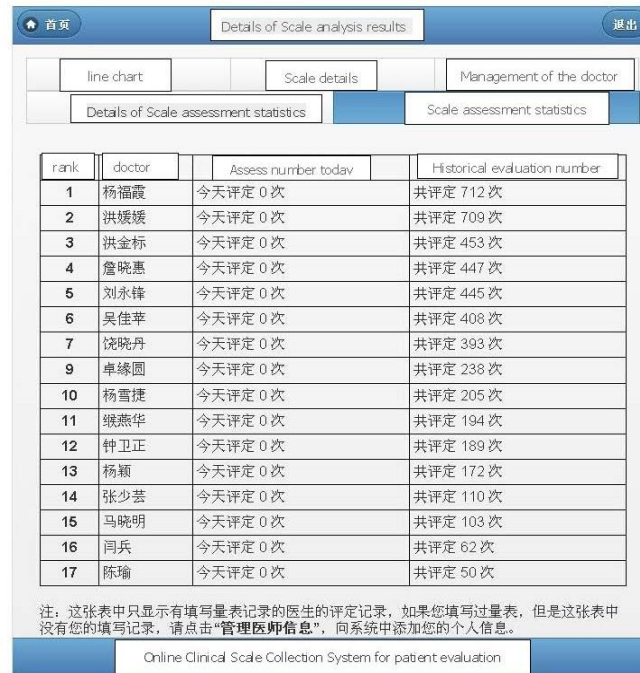 首页 Details of Scale analysis results 退出
line chart Scale details Management of the doctor
Details of Scale assessment statistics Scale assessment statistics
rank doctor Assess number today Historical evaluation number
1 杨福霞 今天评定 0 次 共评定 712 次
2 洪媛媛 今天评定 0 次 共评定 709 次
3 洪金标 今天评定 0 次 共评定 453 次
4 詹晓惠 今天评定 0 次 共评定 447 次
5 刘永锋 今天评定 0 次 共评定 445 次
6 吴佳苹 今天评定 0 次 共评定 408 次
7 饶晓丹 今天评定 0 次 共评定 393 次
9 卓缘圆 今天评定 0 次 共评定 238 次
10 杨雪捷 今天评定 0 次 共评定 205 次
11 缑燕华 今天评定 0 次 共评定 194 次
12 钟卫正 今天评定 0 次 共评定 189 次
13 杨颖 今天评定 0 次 共评定 172 次
14 张少芸 今天评定 0 次 共评定 110 次
15 马晓明 今天评定 0 次 共评定 103 次
16 闫兵 今天评定 0 次 共评定 62 次
17 陈瑜 今天评定 0 次 共评定 50 次
注：这张表中只显示有填写量表记录的医生的评定记录，如果您填写过量表，但是这张表中
没有您的填写记录，请点击“管理医师信息”，向系统中添加您的个人信息。
Online Clinical Scale Collection System for patient evaluation